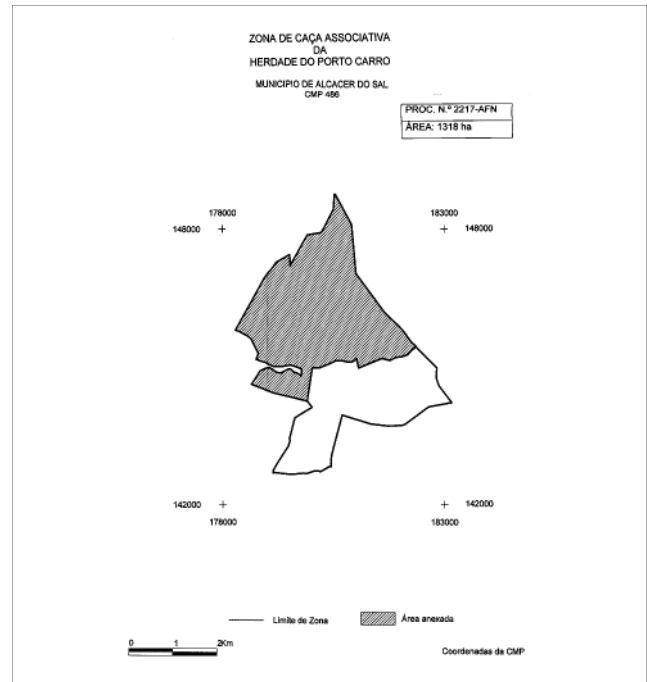 ZONA DE CAÇA ASSOCIATIVA
DA
HERDADE DO PORTO CARRO
MUNICIPIO DE ALCACER DO SAL
CMP 486
PROC. N.º 2217-AFN
ÁREA: 1318 ha
178000
183000
148000
148000
142000
142000
178000
183000
Limite de Zona
Área anexada
0 1 2Km
Coordenadas da CMP